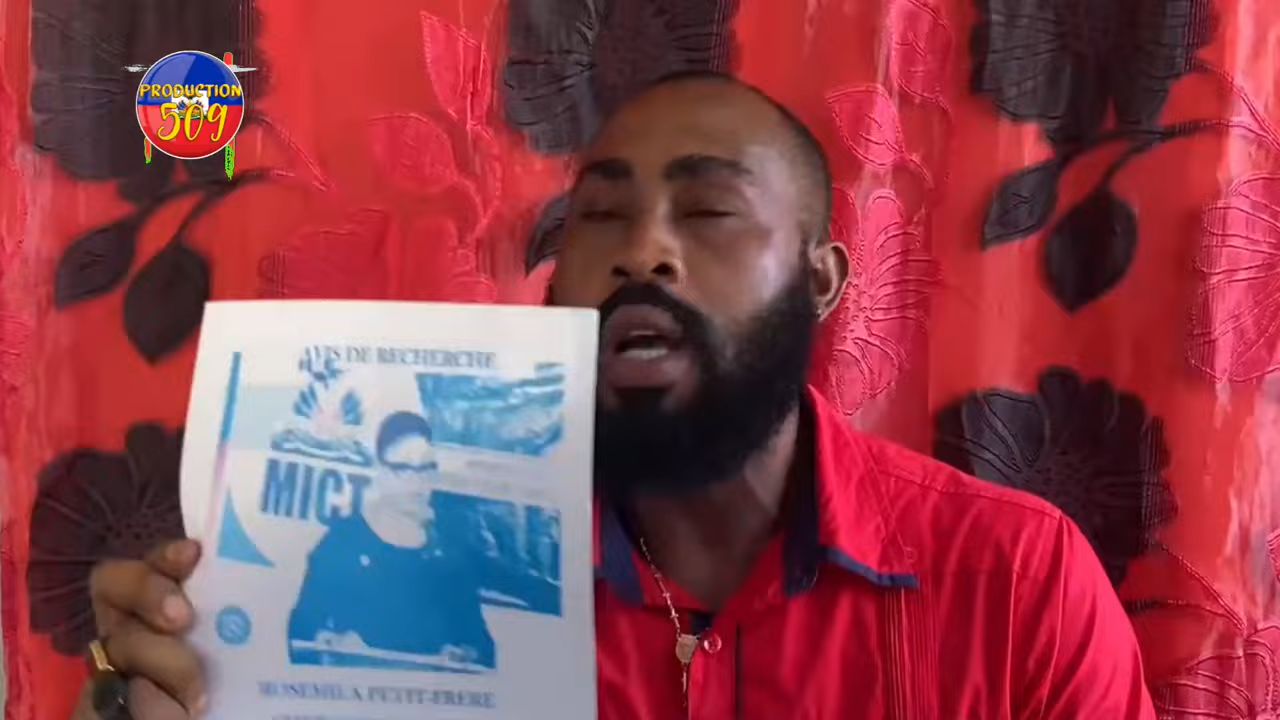 PRODUCTION
509
AVIS DE RECHERCHE
MICT
ROSEMILA PETIT-FRERE